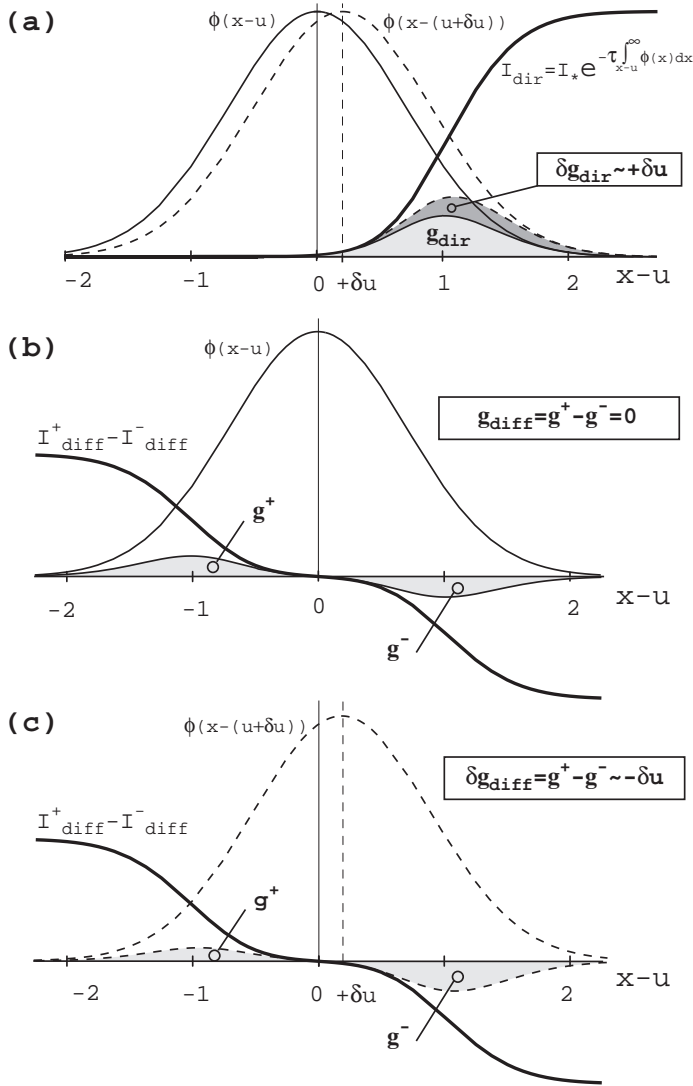 (a)
ϕ(x-u)
ϕ(x-(u+δu))
I_dir=I_*e^{-τ∫_{x-u}^{∞}ϕ(x)dx}
δg_dir~+δu
g_dir
-2 -1 0 +δu 1 2 x-u
(b)
ϕ(x-u)
I^+_diff-I^-_diff
g_diff=g^+-g^-=0
g^+
-2 -1 0 2 x-u
g^-
(c)
ϕ(x-(u+δu))
δg_diff=g^+-g^-~-δu
I^+_diff-I^-_diff
g^+
-2 -1 0 +δu 2 x-u
g^-